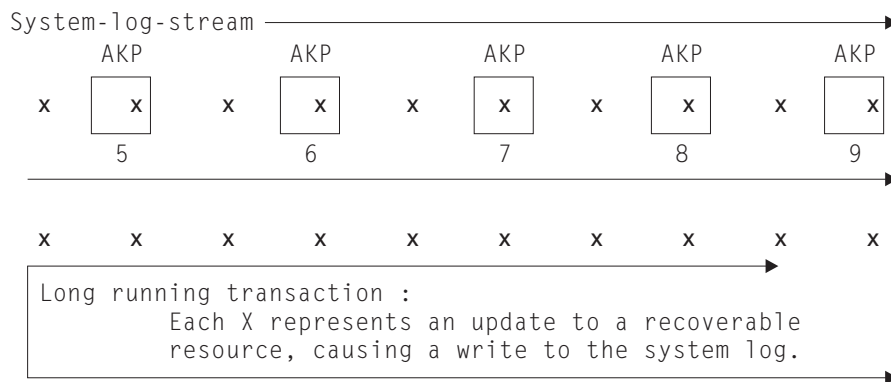 System-log-stream
AKP AKP AKP AKP AKP
x x x x x x x x x x
5 6 7 8 9
x x x x x x x x x x
Long running transaction :
Each X represents an update to a recoverable
resource, causing a write to the system log.